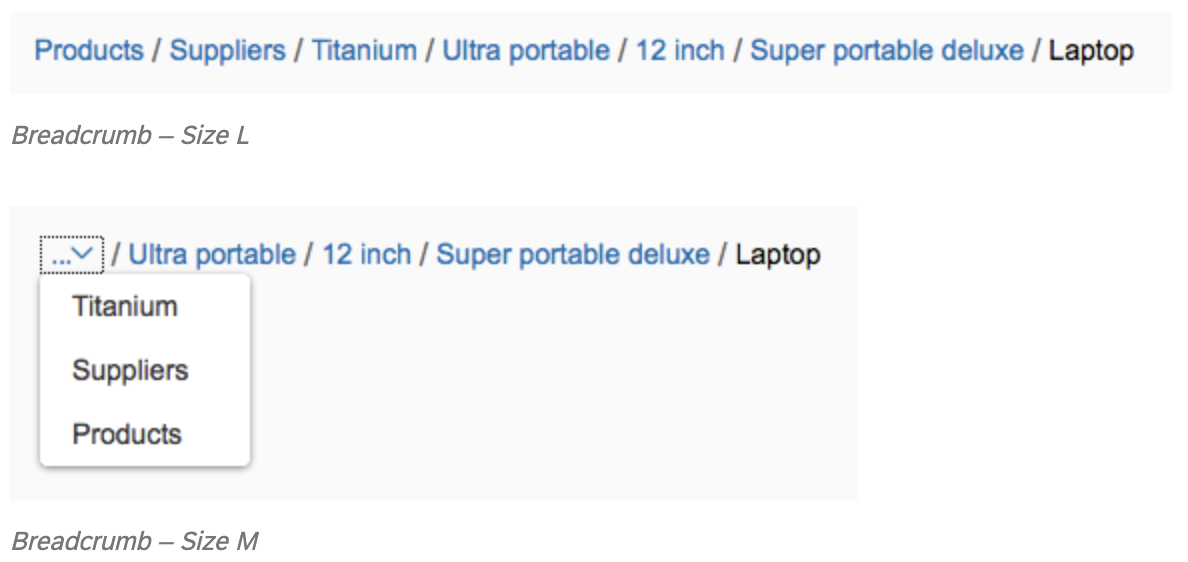 Products / Suppliers / Titanium / Ultra portable / 12 inch / Super portable deluxe / Laptop
Breadcrumb – Size L
... / Ultra portable / 12 inch / Super portable deluxe / Laptop
Titanium
Suppliers
Products
Breadcrumb – Size M